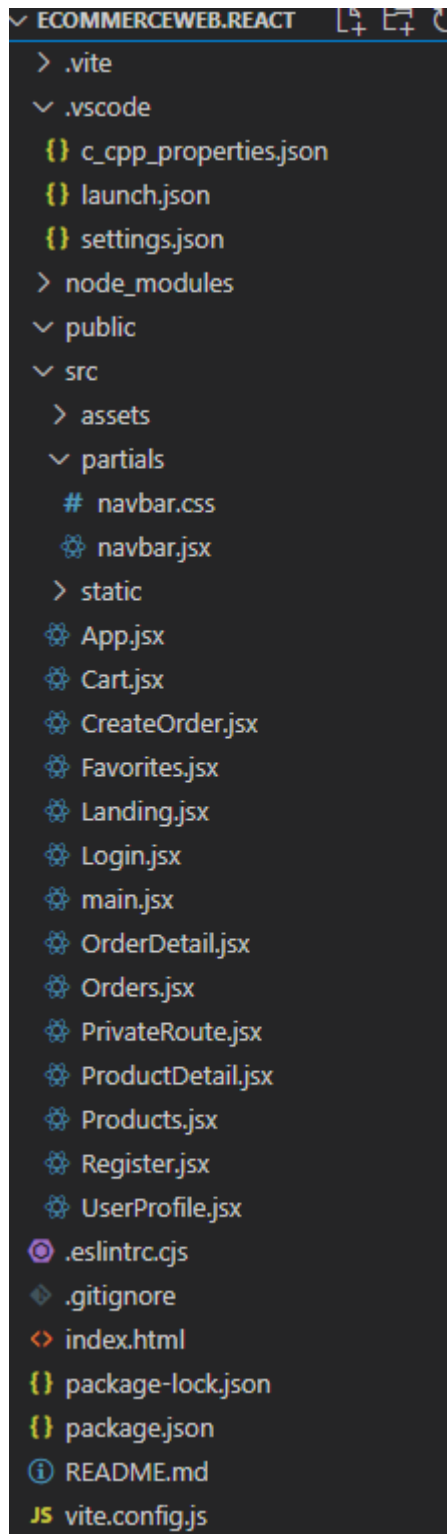 ECOMMERCEWEB.REACT
.vite
.vscode
{} c_cpp_properties.json
{} launch.json
{} settings.json
node_modules
public
src
assets
partials
# navbar.css
navbar.jsx
static
App.jsx
Cart.jsx
CreateOrder.jsx
Favorites.jsx
Landing.jsx
Login.jsx
main.jsx
OrderDetail.jsx
Orders.jsx
PrivateRoute.jsx
ProductDetail.jsx
Products.jsx
Register.jsx
UserProfile.jsx
.eslintrc.cjs
.gitignore
<> index.html
{} package-lock.json
{} package.json
README.md
JS vite.config.js